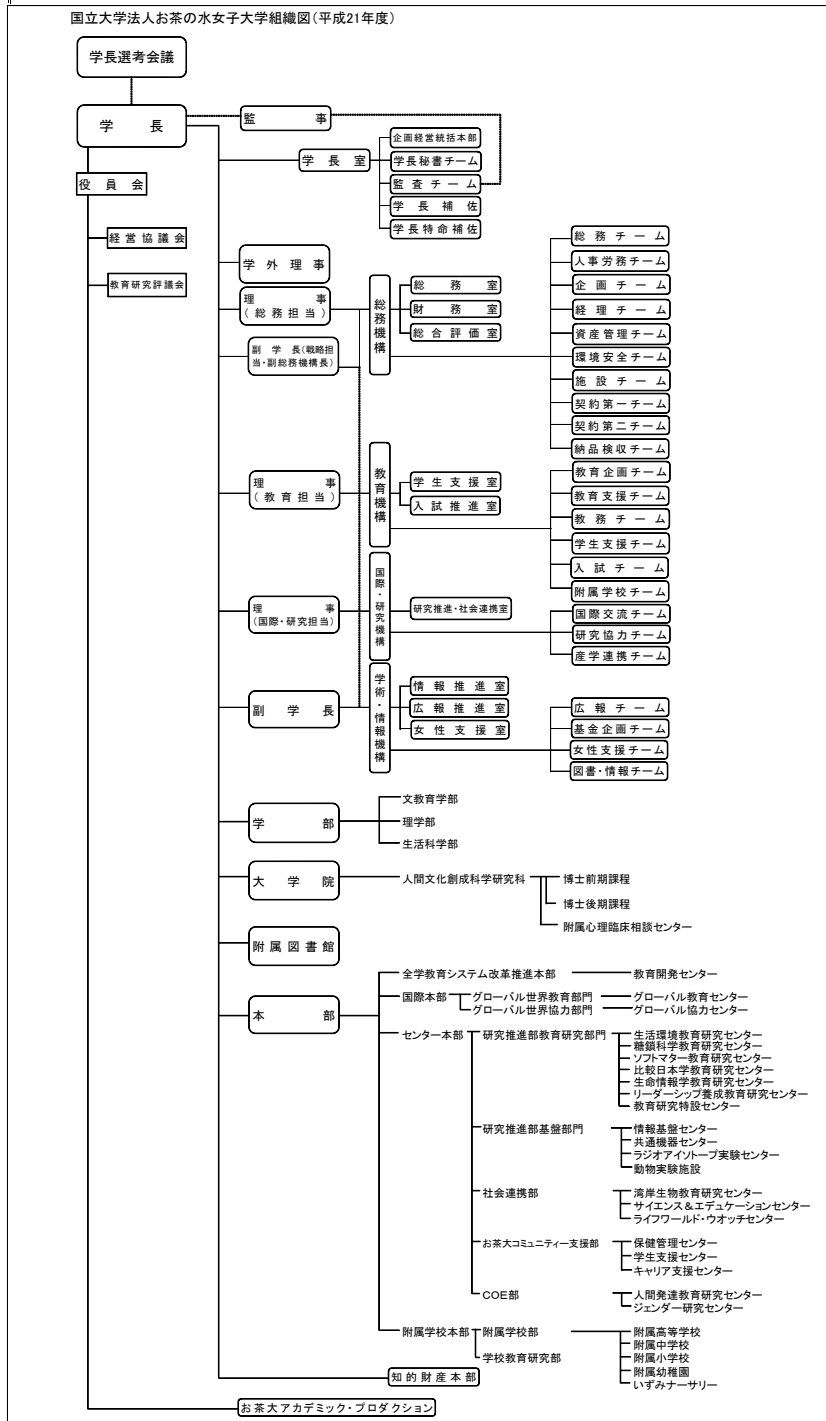 国立大学法人お茶の水女子大学組織図(平成21年度)
学長選考会議
学長
監事
役員会
経営協議会
教育研究評議会
学長室
企画経営統括本部
学長秘書チーム
監査チーム
学長補佐
学長特命補佐
学外理事
理事
(総務担当)
副学長(戦略担
当・副総務機構長)
総務機構
総務室
財務室
総合評価室
総務チーム
人事労務チーム
企画チーム
経理チーム
資産管理チーム
環境安全チーム
施設チーム
契約第一チーム
契約第二チーム
納品検収チーム
理事
(教育担当)
教育機構
学生支援室
入試推進室
教育企画チーム
教育支援チーム
教務チーム
学生支援チーム
入試チーム
附属学校チーム
理事
(国際・研究担当)
国際・研究機構
研究推進・社会連携室
国際交流チーム
研究協力チーム
産学連携チーム
副学長
学術・情報機構
情報推進室
広報推進室
女性支援室
広報チーム
基金企画チーム
女性支援チーム
図書・情報チーム
学部
文教育学部
理学部
生活科学部
大学院
人間文化創成科学研究科
博士前期課程
博士後期課程
附属心理臨床相談センター
附属図書館
本部
全学教育システム改革推進本部
教育開発センター
国際本部
グローバル世界教育部門
グローバル教育センター
グローバル世界協力部門
グローバル協力センター
センター本部
研究推進部教育研究部門
生活環境教育研究センター
糖鎖科学教育研究センター
ソフトマター教育研究センター
比較日本学教育研究センター
生命情報学教育研究センター
リーダーシップ養成教育研究センター
教育研究特設センター
研究推進部基盤部門
情報基盤センター
共通機器センター
ラジオアイソトープ実験センター
動物実験施設
社会連携部
湾岸生物教育研究センター
サイエンス&エデュケーションセンター
ライフワールド・ウオッチセンター
お茶大コミュニティー支援部
保健管理センター
学生支援センター
キャリア支援センター
COE部
人間発達教育研究センター
ジェンダー研究センター
附属学校本部
附属学校部
附属高等学校
附属中学校
附属小学校
附属幼稚園
いずみナーサリー
学校教育研究部
知的財産本部
お茶大アカデミック・プロダクション